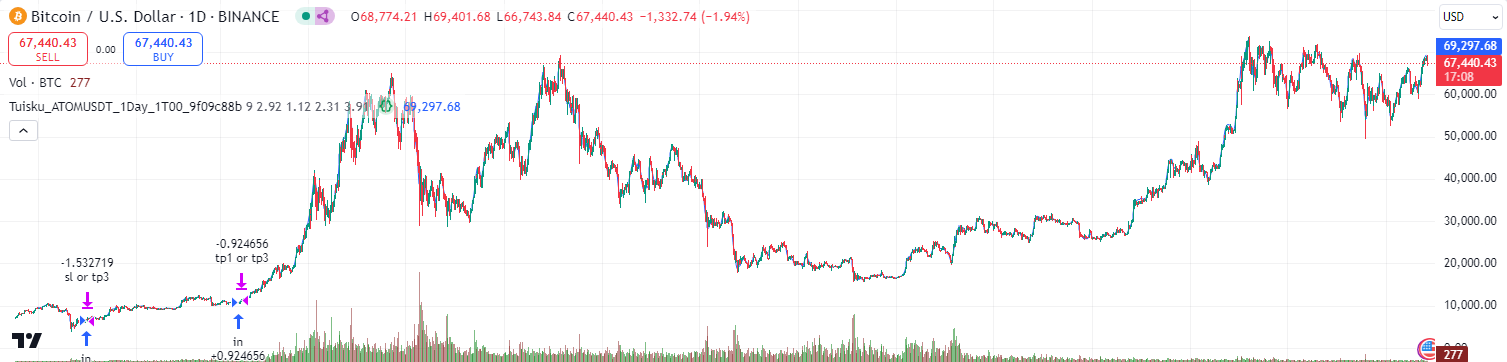 Bitcoin / U.S. Dollar · 1D · BINANCE O68,774.21 H69,401.68 L66,743.84 C67,440.43 −1,332.74 (−1.94%)
USD
67,440.43 0.00 67,440.43
SELL BUY
69,297.68
67,440.43
17:08
Vol · BTC 277
Tuisku_ATOMUSDT_1Day_1T00_9f09c88b 9 2.92 1.12 2.31 3.91 69,297.68
60,000.00
50,000.00
40,000.00
30,000.00
20,000.00
10,000.00
0.00
-0.924656
tp1 or tp3
-1.532719
sl or tp3
in
+0.924656
in
277